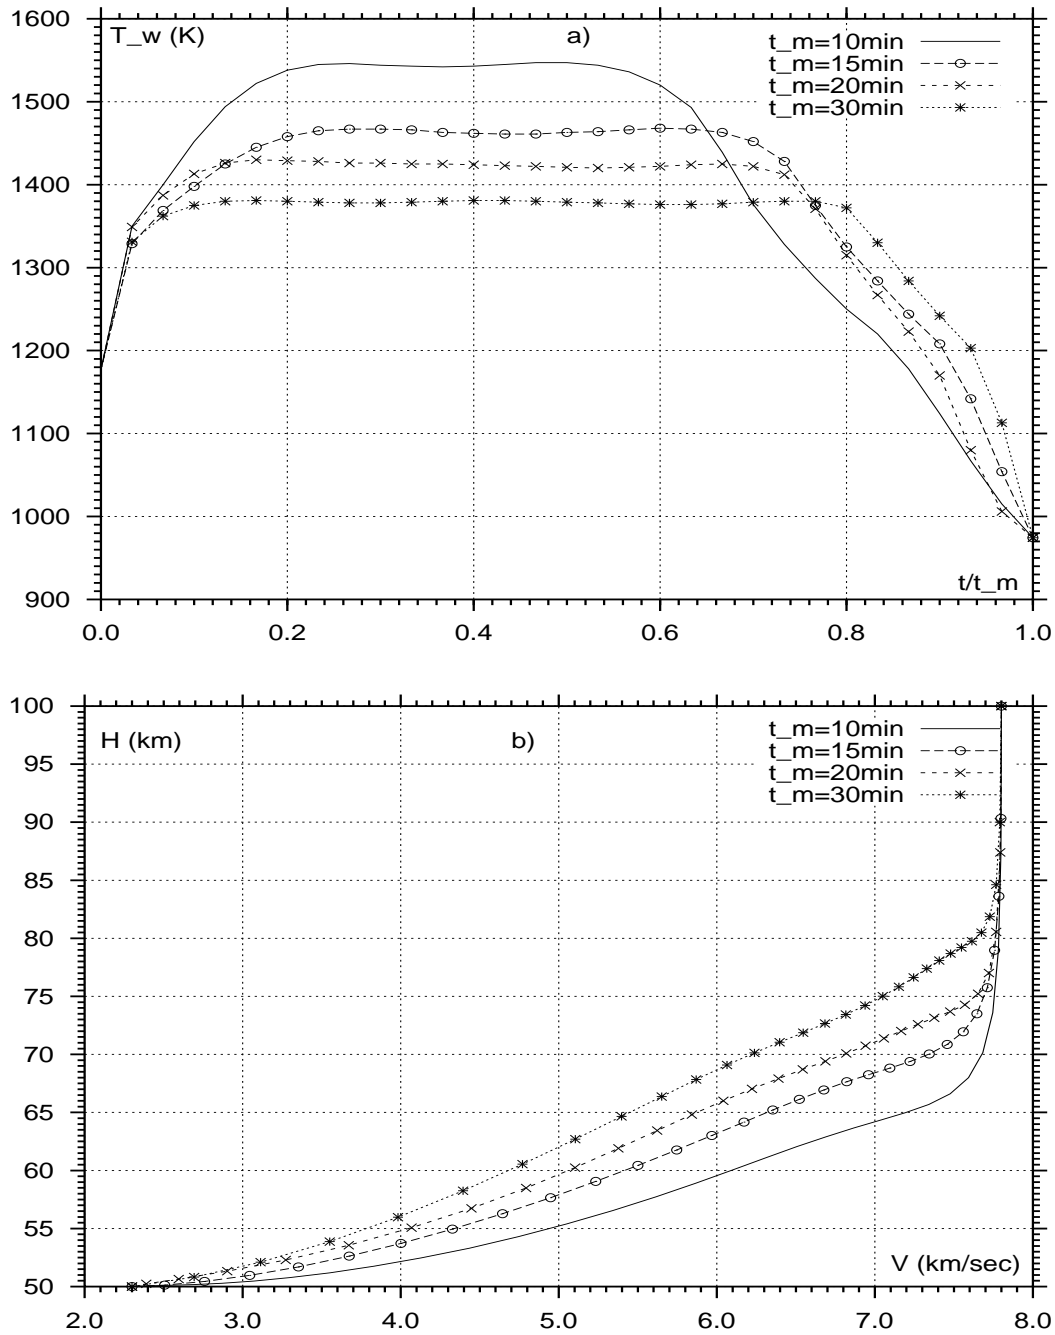 1600
T_w (K)
a)
t_m=10min
t_m=15min
t_m=20min
t_m=30min
1500
1400
1300
1200
1100
1000
900
t/t_m
0.0 0.2 0.4 0.6 0.8 1.0
100
H (km)
b)
t_m=10min
t_m=15min
t_m=20min
t_m=30min
95
90
85
80
75
70
65
60
55
50
V (km/sec)
2.0 3.0 4.0 5.0 6.0 7.0 8.0